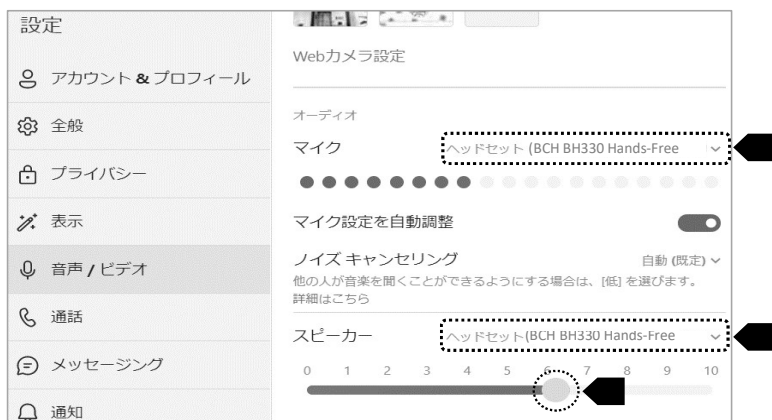 設定
アカウント & プロフィール
全般
プライバシー
表示
音声 / ビデオ
通話
メッセージング
通知
Webカメラ設定
オーディオ
マイク
ヘッドセット (BCH BH330 Hands-Free
マイク設定を自動調整
ノイズ キャンセリング
自動 (既定)
他の人が音楽を聞くことができるようにする場合は、[低] を選びます。
詳細はこちら
スピーカー
ヘッドセット(BCH BH330 Hands-Free
0 1 2 3 4 5 6 7 8 9 10